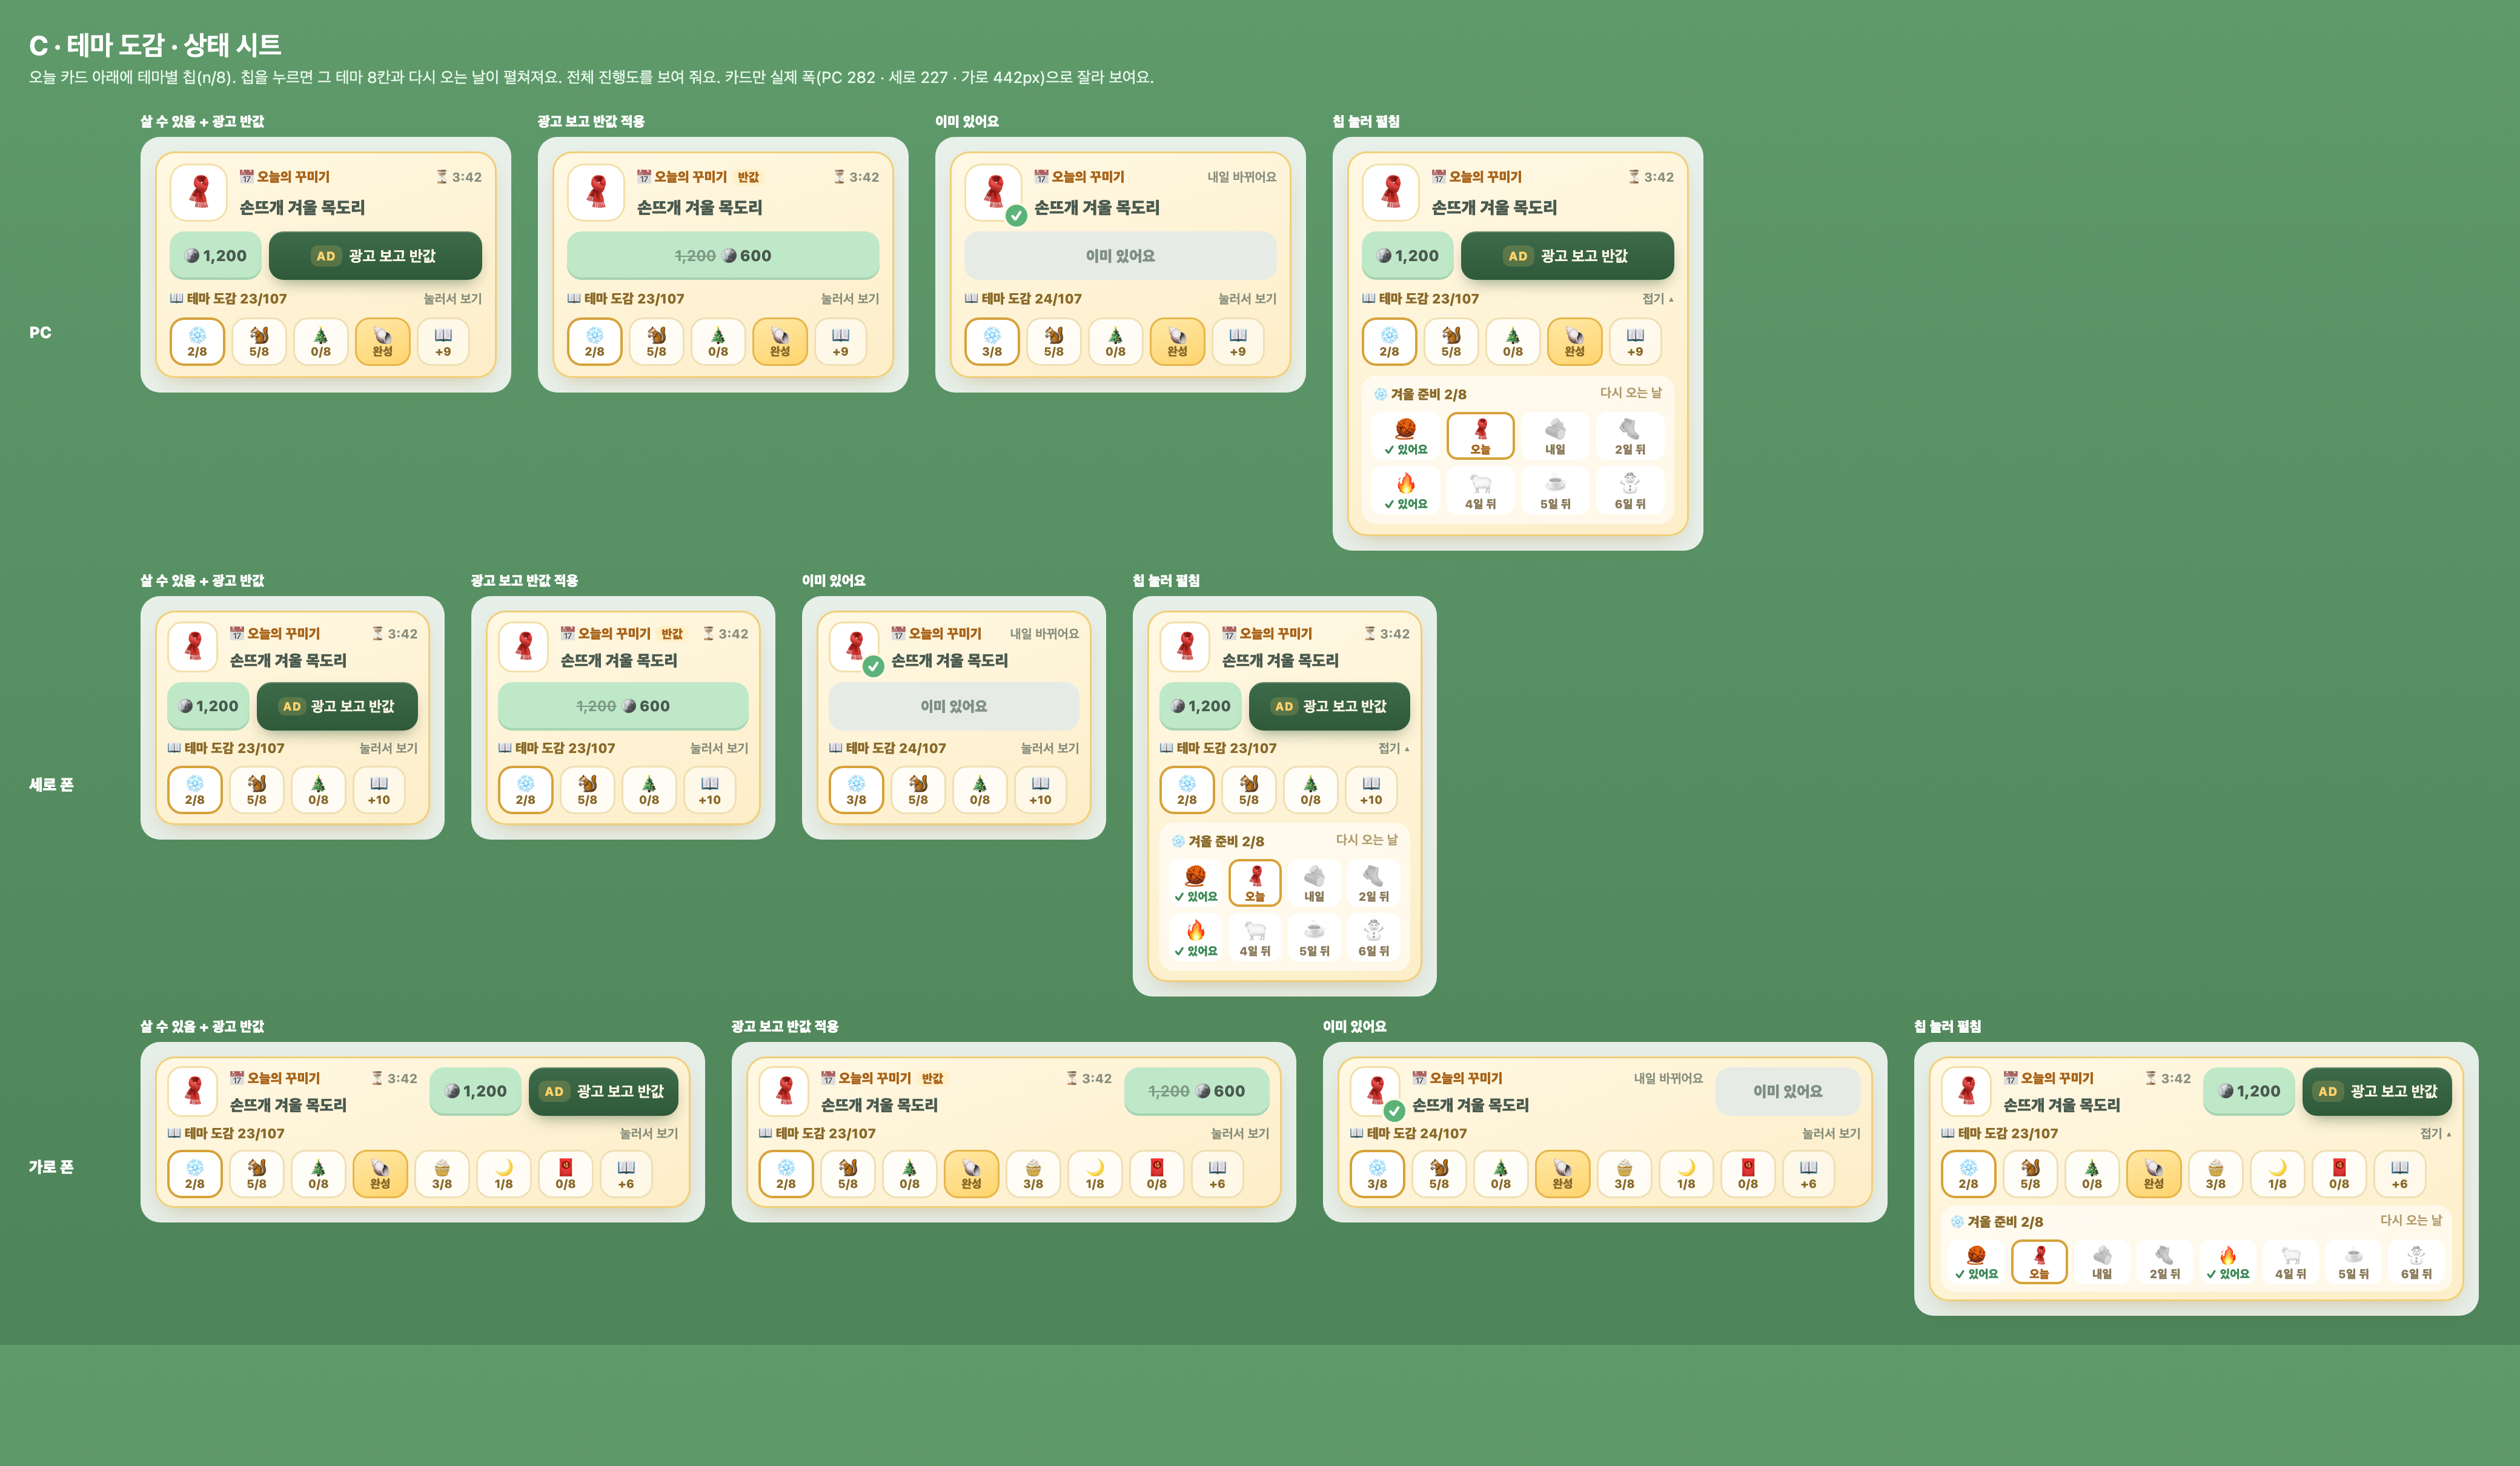 C · 테마 도감 · 상태 시트
오늘 카드 아래에 테마별 칩(n/8). 칩을 누르면 그 테마 8칸과 다시 오는 날이 펼쳐져요. 전체 진행도를 보여 줘요. 카드만 실제 폭(PC 282 · 세로 227 · 가로 442px)으로 잘라 보여요.
PC
살 수 있음 + 광고 반값
오늘의 꾸미기 3:42
손뜨개 겨울 목도리
1,200 AD 광고 보고 반값
테마 도감 23/107 눌러서 보기
2/8 5/8 0/8 완성 +9
광고 보고 반값 적용
오늘의 꾸미기 반값 3:42
손뜨개 겨울 목도리
1,200 600
테마 도감 23/107 눌러서 보기
2/8 5/8 0/8 완성 +9
이미 있어요
오늘의 꾸미기 내일 바뀌어요
손뜨개 겨울 목도리
이미 있어요
테마 도감 24/107 눌러서 보기
3/8 5/8 0/8 완성 +9
칩 눌러 펼침
오늘의 꾸미기 3:42
손뜨개 겨울 목도리
1,200 AD 광고 보고 반값
테마 도감 23/107 접기 ▴
2/8 5/8 0/8 완성 +9
겨울 준비 2/8 다시 오는 날
✓ 있어요 오늘 내일 2일 뒤
✓ 있어요 4일 뒤 5일 뒤 6일 뒤
세로 폰
살 수 있음 + 광고 반값
오늘의 꾸미기 3:42
손뜨개 겨울 목도리
1,200 AD 광고 보고 반값
테마 도감 23/107 눌러서 보기
2/8 5/8 0/8 +10
광고 보고 반값 적용
오늘의 꾸미기 반값 3:42
손뜨개 겨울 목도리
1,200 600
테마 도감 23/107 눌러서 보기
2/8 5/8 0/8 +10
이미 있어요
오늘의 꾸미기 내일 바뀌어요
손뜨개 겨울 목도리
이미 있어요
테마 도감 24/107 눌러서 보기
3/8 5/8 0/8 +10
칩 눌러 펼침
오늘의 꾸미기 3:42
손뜨개 겨울 목도리
1,200 AD 광고 보고 반값
테마 도감 23/107 접기 ▴
2/8 5/8 0/8 +10
겨울 준비 2/8 다시 오는 날
✓ 있어요 오늘 내일 2일 뒤
✓ 있어요 4일 뒤 5일 뒤 6일 뒤
가로 폰
살 수 있음 + 광고 반값
오늘의 꾸미기 3:42
손뜨개 겨울 목도리
1,200 AD 광고 보고 반값
테마 도감 23/107 눌러서 보기
2/8 5/8 0/8 완성 3/8 1/8 0/8 +6
광고 보고 반값 적용
오늘의 꾸미기 반값 3:42
손뜨개 겨울 목도리
1,200 600
테마 도감 23/107 눌러서 보기
2/8 5/8 0/8 완성 3/8 1/8 0/8 +6
이미 있어요
오늘의 꾸미기 내일 바뀌어요
손뜨개 겨울 목도리
이미 있어요
테마 도감 24/107 눌러서 보기
3/8 5/8 0/8 완성 3/8 1/8 0/8 +6
칩 눌러 펼침
오늘의 꾸미기 3:42
손뜨개 겨울 목도리
1,200 AD 광고 보고 반값
테마 도감 23/107 접기 ▴
2/8 5/8 0/8 완성 3/8 1/8 0/8 +6
겨울 준비 2/8 다시 오는 날
✓ 있어요 오늘 내일 2일 뒤 ✓ 있어요 4일 뒤 5일 뒤 6일 뒤